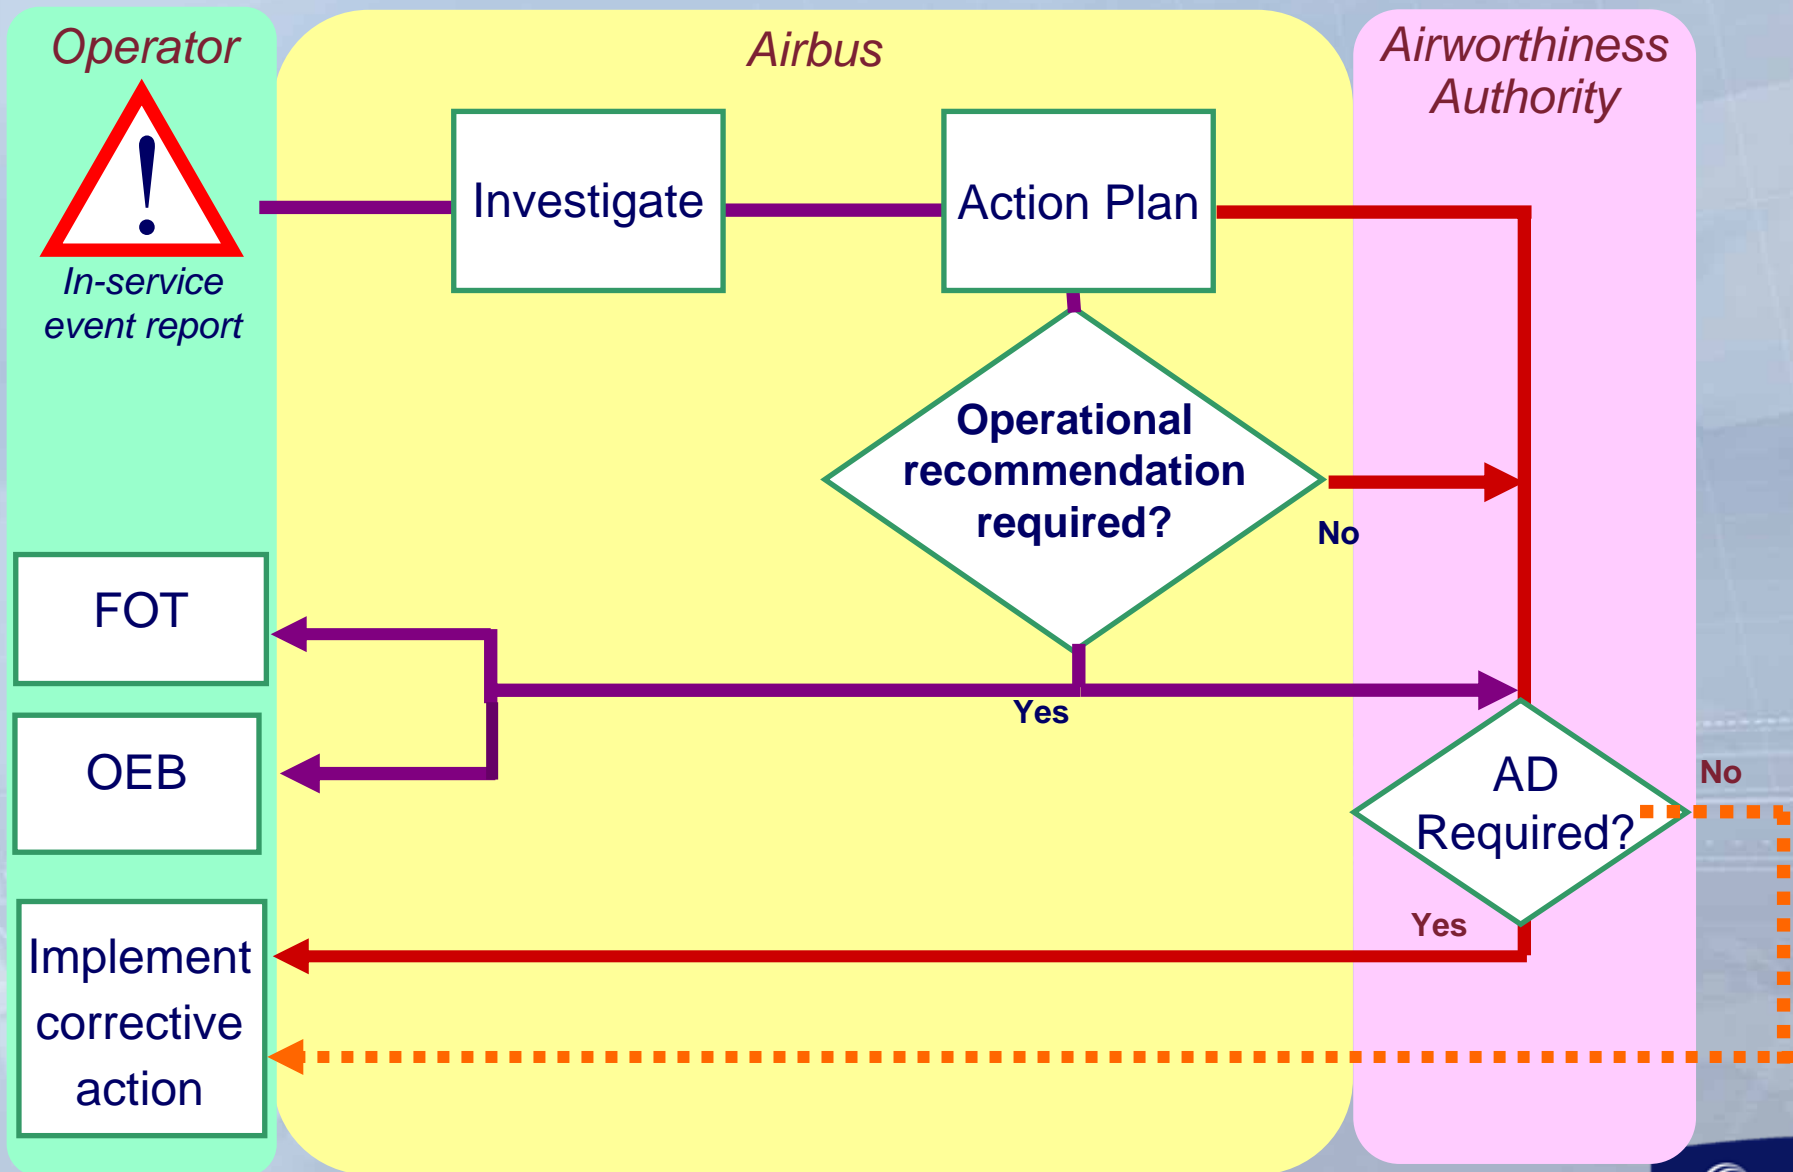 Operator
Airbus
Airworthiness
Authority
!
In-service
event report
Investigate
Action Plan
Operational
recommendation
required?
No
Yes
FOT
OEB
AD
Required?
No
Yes
Implement
corrective
action